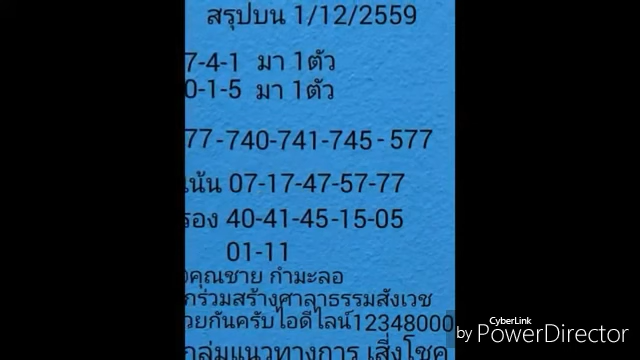 สรุปบน 1/12/2559
7-4-1 มา 1ตัว
0-1-5 มา 1ตัว
77-740-741-745-577
เน้น 07-17-47-57-77
รอง 40-41-45-15-05
01-11
คุณชาย กำมะลอ
กร่วมสร้างศาลาธรรมสังเวช
วยกันครับไอดีไลน์12348000
กลุ่มแนวทางการ เสี่งโชค
CyberLink
by PowerDirector